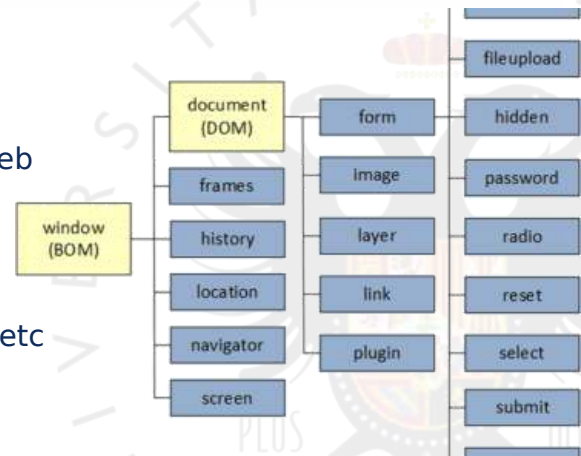 eb
etc
window
(BOM)
document
(DOM)
frames
history
location
navigator
screen
form
image
layer
link
plugin
fileupload
hidden
password
radio
reset
select
submit
PLUS